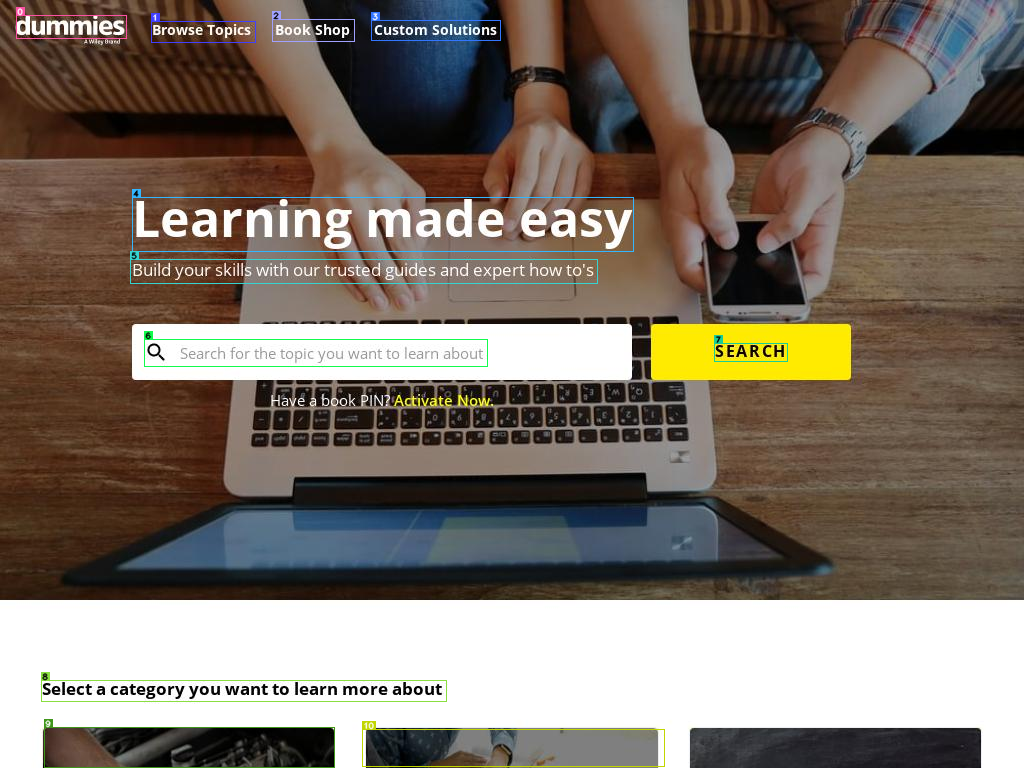 dummies
A Wiley Brand
Browse Topics
Book Shop
Custom Solutions
Learning made easy
Build your skills with our trusted guides and expert how to's
Search for the topic you want to learn about
SEARCH
Have a book PIN? Activate Now.
Select a category you want to learn more about
0
1
2
3
4
5
6
7
8
9
10